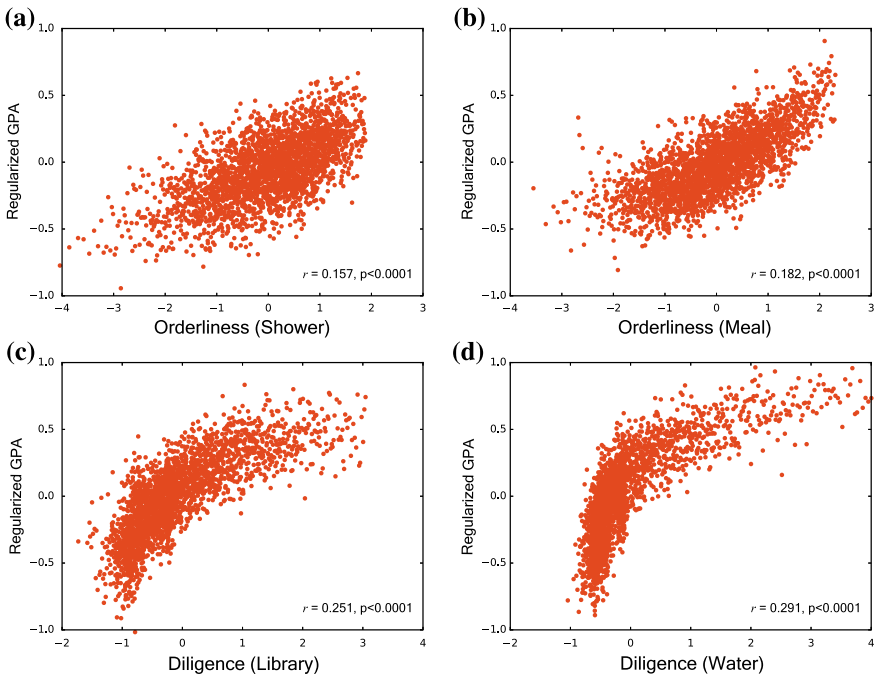 (a)
1.0
0.5
0.0
−0.5
−1.0
Regularized GPA
r = 0.157, p<0.0001
−4 −3 −2 −1 0 1 2 3
Orderliness (Shower)
(b)
1.0
0.5
0.0
−0.5
−1.0
Regularized GPA
r = 0.182, p<0.0001
−4 −3 −2 −1 0 1 2 3
Orderliness (Meal)
(c)
1.0
0.5
0.0
−0.5
−1.0
Regularized GPA
r = 0.251, p<0.0001
−2 −1 0 1 2 3 4
Diligence (Library)
(d)
1.0
0.5
0.0
−0.5
−1.0
Regularized GPA
r = 0.291, p<0.0001
−2 −1 0 1 2 3 4
Diligence (Water)